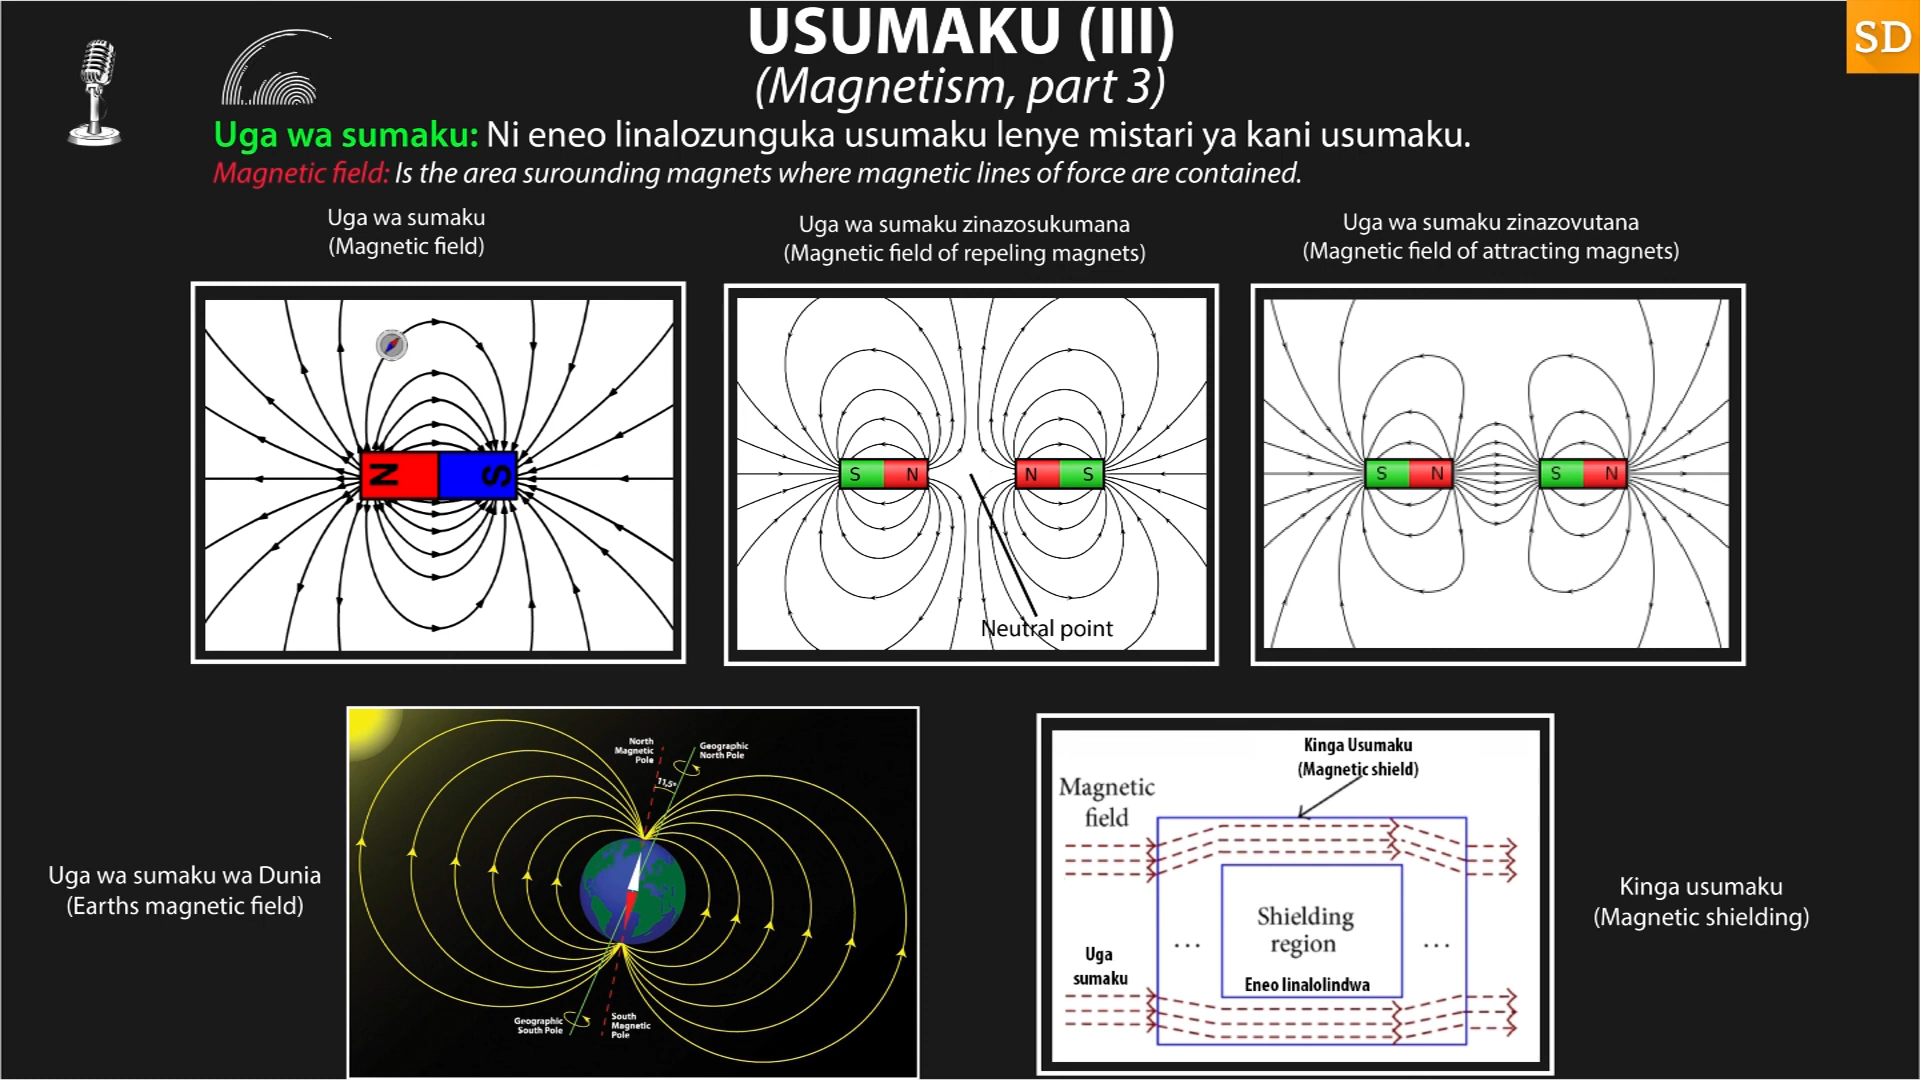 USUMAKU (III)
SD
(Magnetism, part 3)
Uga wa sumaku: Ni eneo linalozunguka usumaku lenye mistari ya kani usumaku.
Magnetic field: Is the area surounding magnets where magnetic lines of force are contained.
Uga wa sumaku
(Magnetic field)
Uga wa sumaku zinazosukumana
(Magnetic field of repeling magnets)
Uga wa sumaku zinazovutana
(Magnetic field of attracting magnets)
N S
S N N S
S N S N
Neutral point
North
Magnetic
Pole
Geographic
North Pole
11,5°
Geographic
South Pole
South
Magnetic
Pole
Uga wa sumaku wa Dunia
(Earths magnetic field)
Kinga Usumaku
(Magnetic shield)
Magnetic
field
Shielding
region
... ...
Uga
sumaku
Eneo linalolindwa
Kinga usumaku
(Magnetic shielding)